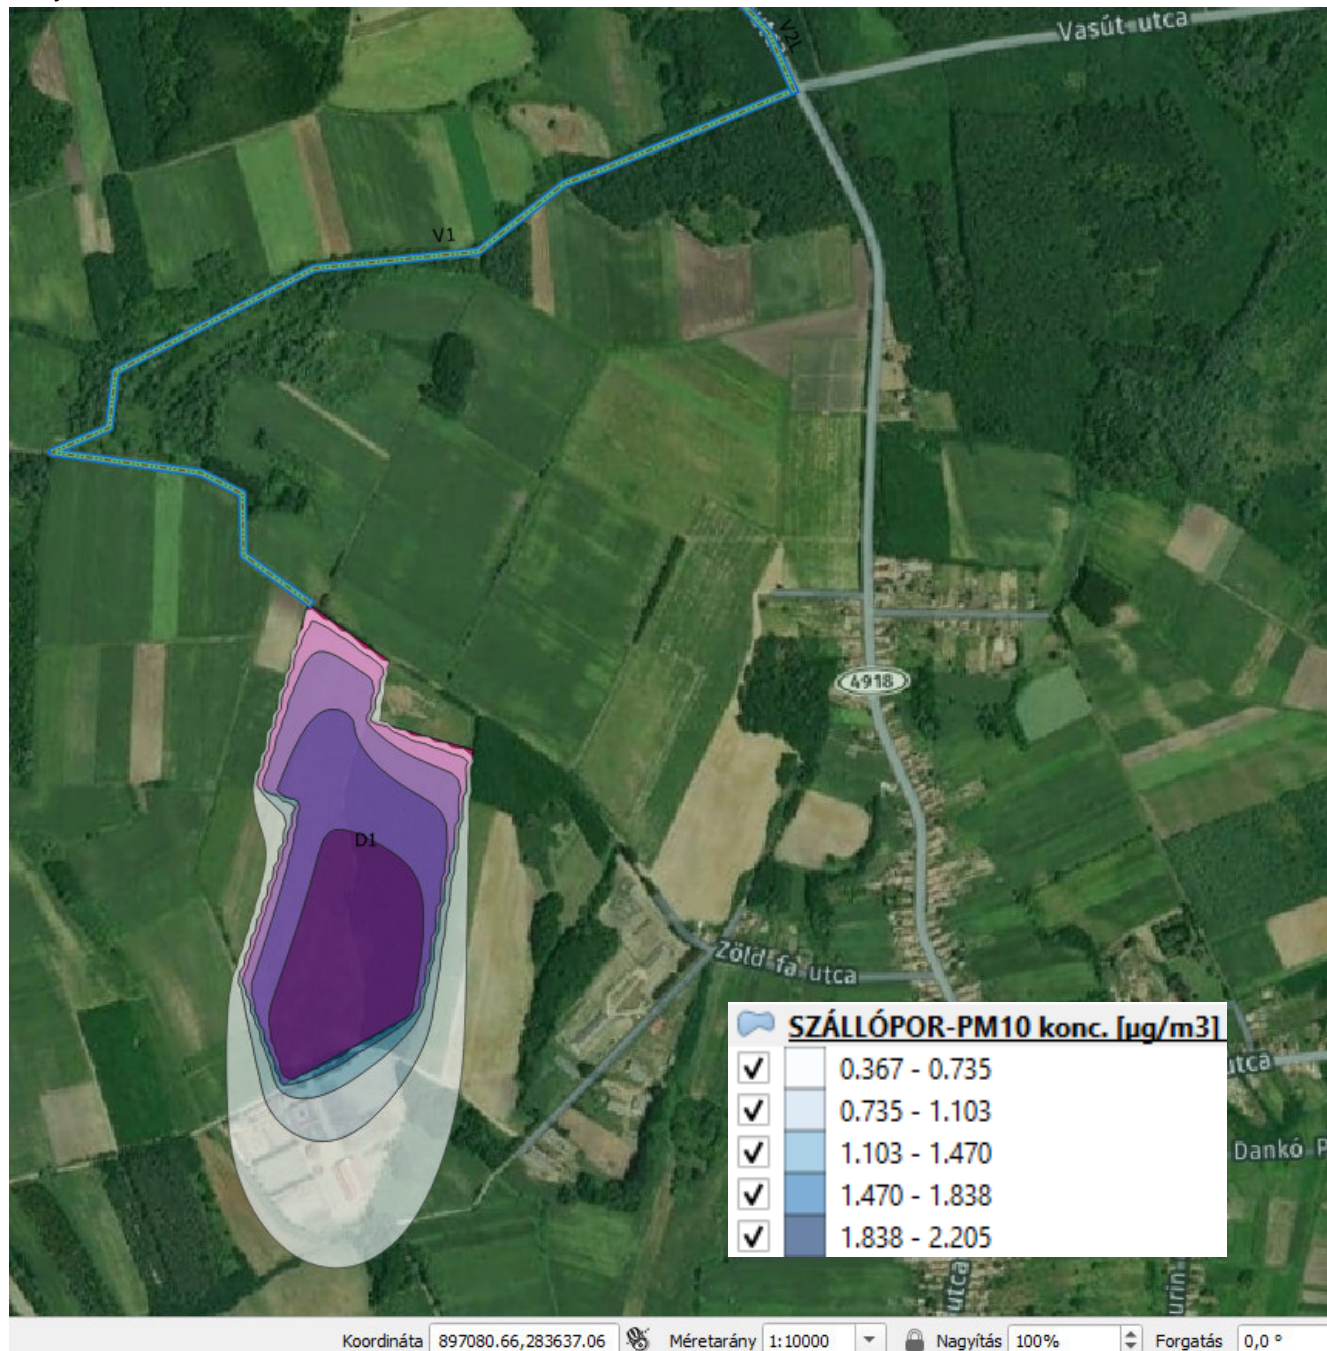 V2L
Vasút utca
V1
4918
D1
Zöld fa utca
SZÁLLÓPOR-PM10 konc. [µg/m3]
0.367 - 0.735
0.735 - 1.103
1.103 - 1.470
1.470 - 1.838
1.838 - 2.205
utca
Dankó P
utca
urin
Koordináta 897080.66,283637.06 Méretarány 1:10000 Nagyítás 100% Forgatás 0,0 °